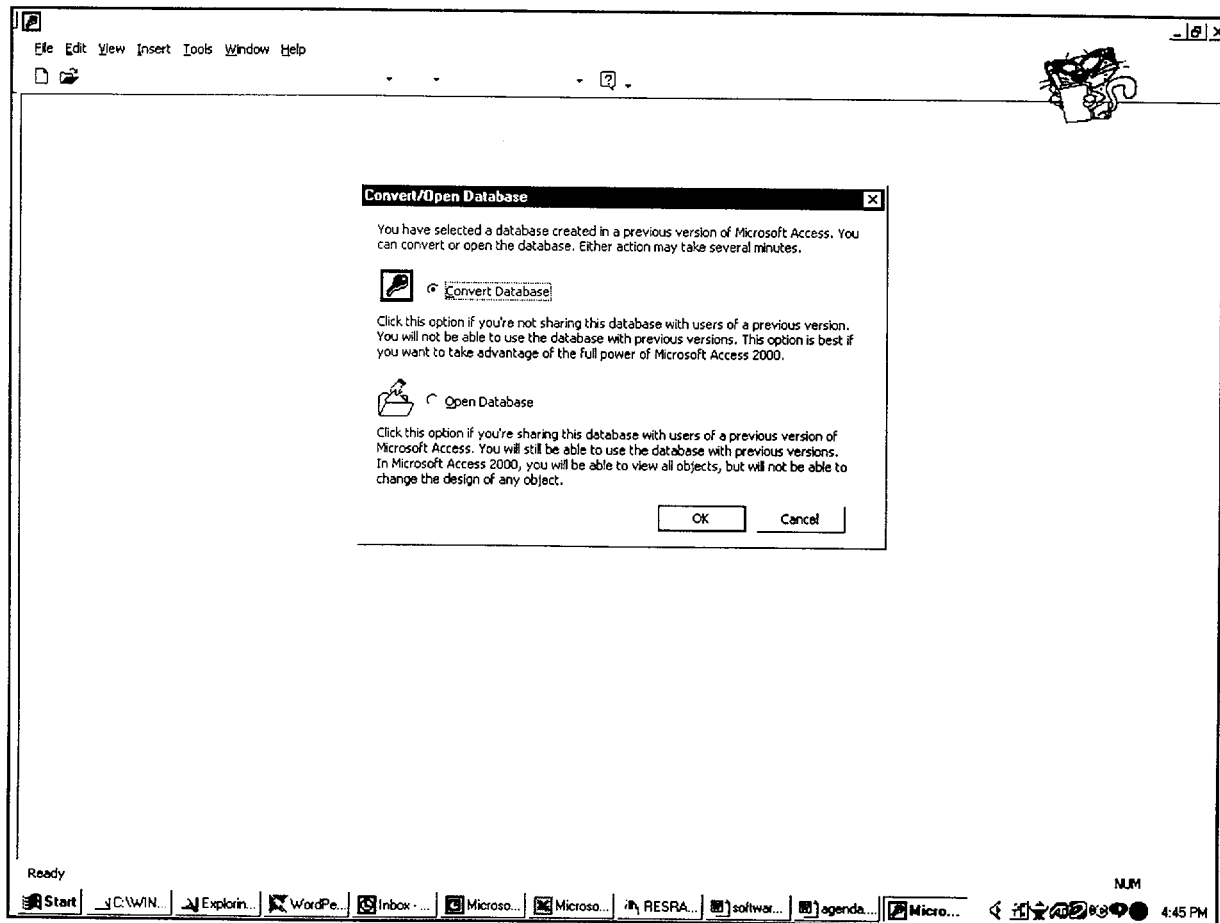 File Edit View Insert Tools Window Help
Convert/Open Database
You have selected a database created in a previous version of Microsoft Access. You
can convert or open the database. Either action may take several minutes.
Convert Database
Click this option if you're not sharing this database with users of a previous version.
You will not be able to use the database with previous versions. This option is best if
you want to take advantage of the full power of Microsoft Access 2000.
Open Database
Click this option if you're sharing this database with users of a previous version of
Microsoft Access. You will still be able to use the database with previous versions.
In Microsoft Access 2000, you will be able to view all objects, but will not be able to
change the design of any object.
OK Cancel
Ready
NUM
Start C:\WIN... Explorin... WordPe... Inbox - ... Microso... Microso... RESRA... softwar... agenda... Micro... 4:45 PM